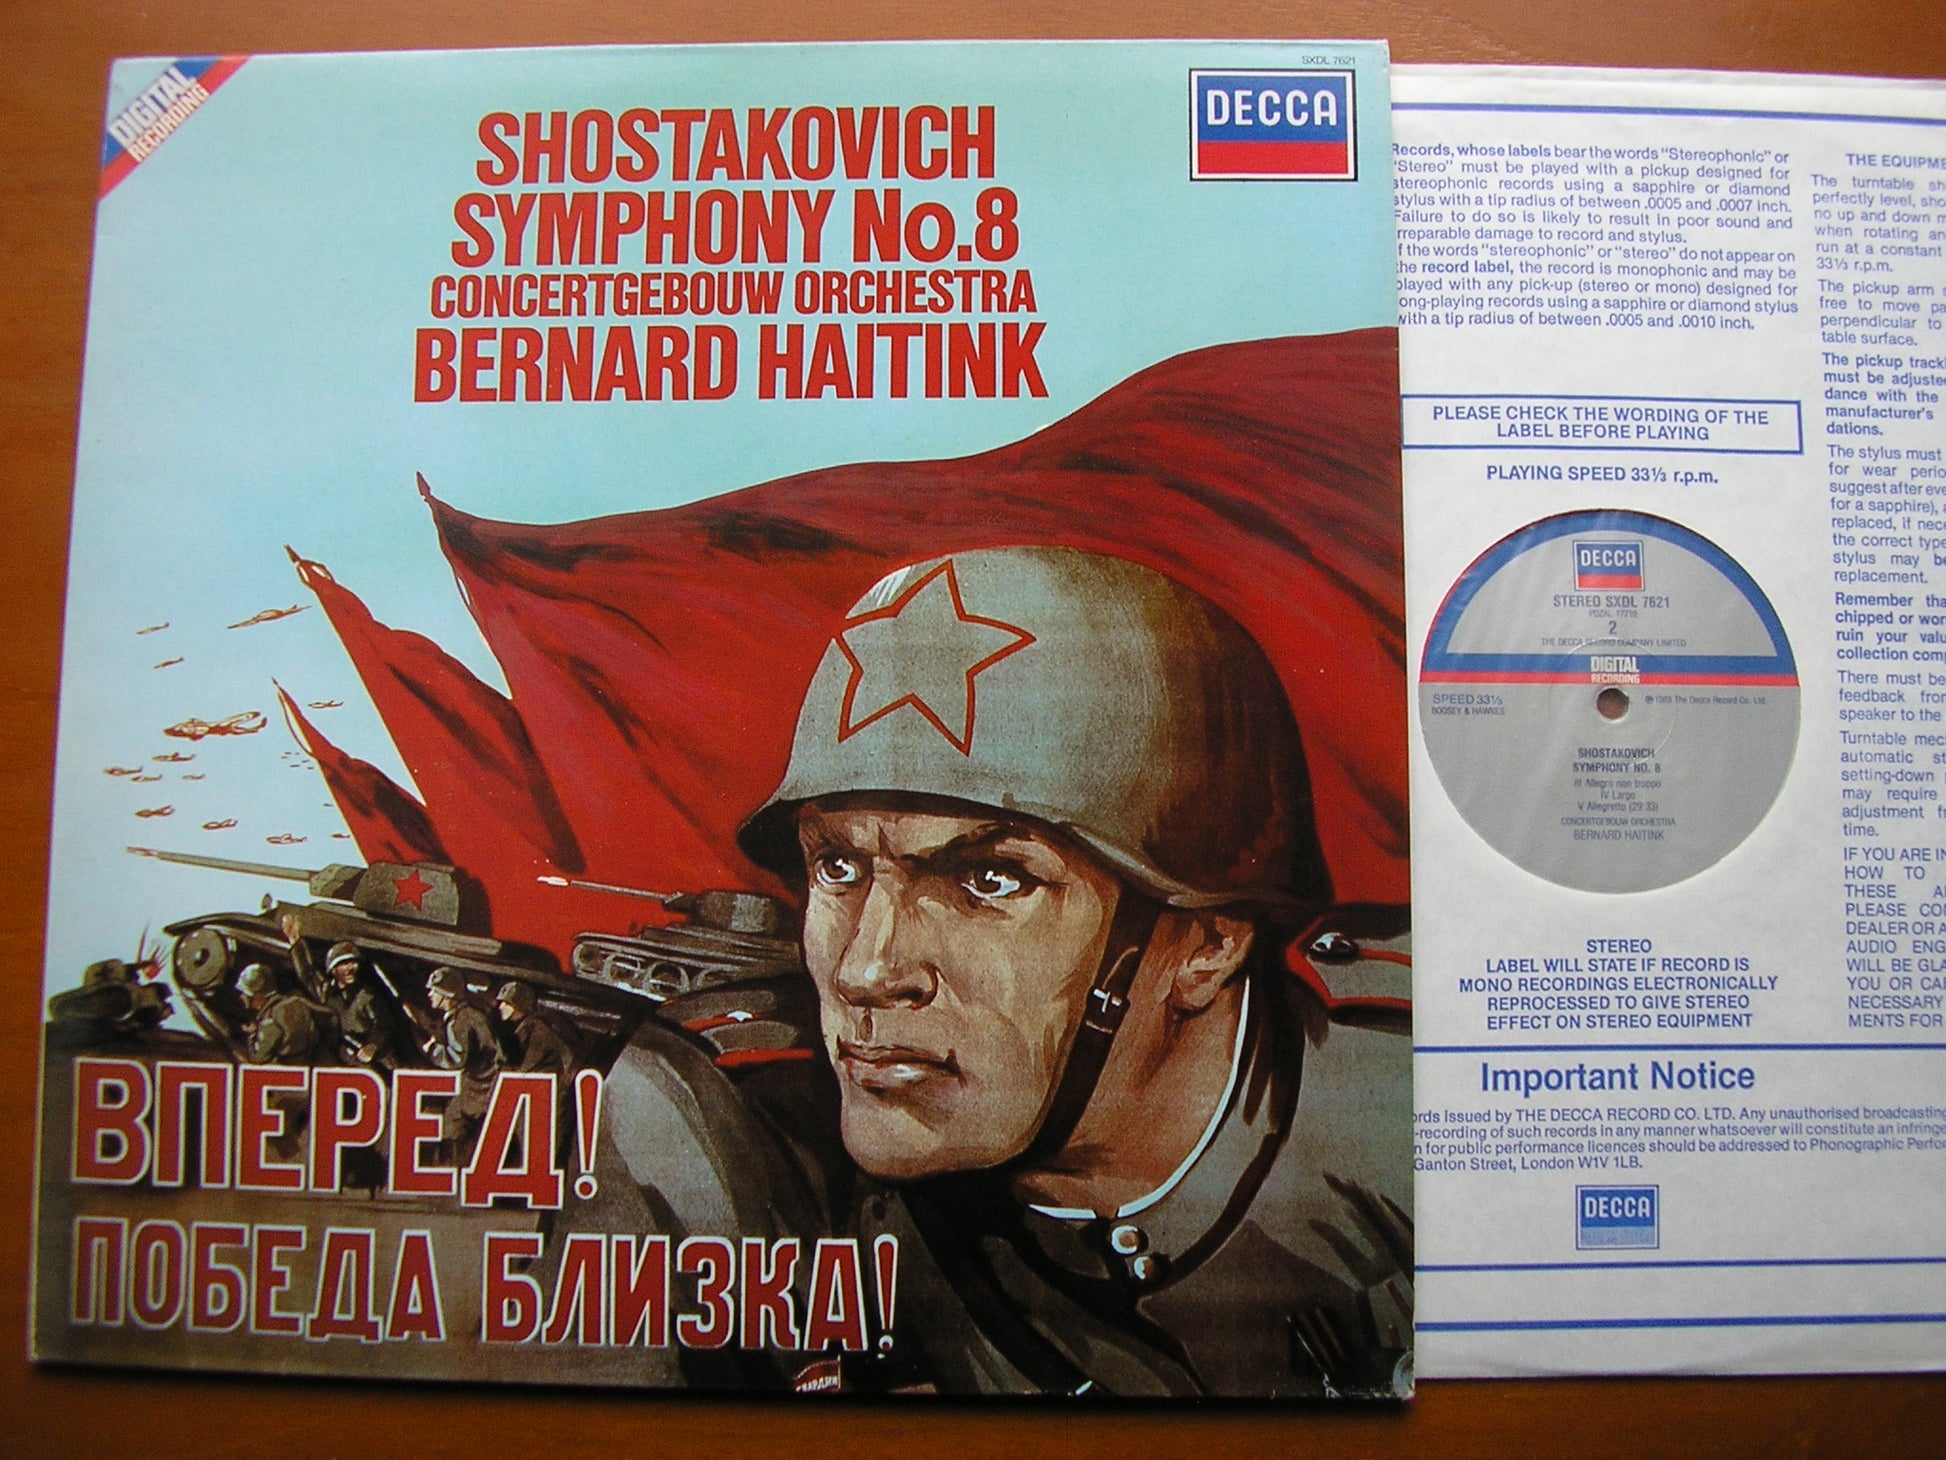 DIGITAL
RECORDING
SXDL 7621
DECCA
SHOSTAKOVICH
SYMPHONY No.8
CONCERTGEBOUW ORCHESTRA
BERNARD HAITINK
ВПЕРЕД!
ПОБЕДА БЛИЗКА!
Records, whose labels bear the words "Stereophonic" or
"Stereo" must be played with a pickup designed for
stereophonic records using a sapphire or diamond
stylus with a tip radius of between .0005 and .0007 inch.
Failure to do so is likely to result in poor sound and
irreparable damage to record and stylus.
If the words "stereophonic" or "stereo" do not appear on
the record label, the record is monophonic and may be
played with any pick-up (stereo or mono) designed for
long-playing records using a sapphire or diamond stylus
with a tip radius of between .0005 and .0010 inch.
PLEASE CHECK THE WORDING OF THE
LABEL BEFORE PLAYING
PLAYING SPEED 33⅓ r.p.m.
DECCA
STEREO SXDL 7621
2
THE DECCA RECORD COMPANY LIMITED
DIGITAL
RECORDING
SPEED 33⅓
BOOSEY & HAWKES
℗ 1983 The Decca Record Co. Ltd.
SHOSTAKOVICH
SYMPHONY NO. 8
III Allegro non troppo
IV Largo
V Allegretto (29.33)
CONCERTGEBOUW ORCHESTRA
BERNARD HAITINK
STEREO
LABEL WILL STATE IF RECORD IS
MONO RECORDINGS ELECTRONICALLY
REPROCESSED TO GIVE STEREO
EFFECT ON STEREO EQUIPMENT
THE EQUIPME
The turntable sh
perfectly level, sho
no up and down m
when rotating an
run at a constant
33⅓ r.p.m.
The pickup arm
free to move pa
perpendicular to
table surface.
The pickup track
must be adjuste
dance with the
manufacturer's
dations.
The stylus must
for wear perio
suggest after eve
for a sapphire),
replaced, if nece
the correct type
stylus may be
replacement.
Remember tha
chipped or wor
ruin your valu
collection com
There must be
feedback from
speaker to the
Turntable mec
automatic st
setting-down
may require
adjustment f
time.
IF YOU ARE IN
HOW TO
THESE A
PLEASE CO
DEALER OR A
AUDIO ENG
WILL BE GLA
YOU OR CA
NECESSARY
MENTS FOR
Important Notice
ords issued by THE DECCA RECORD CO. LTD. Any unauthorised broadcasting
-recording of such records in any manner whatsoever will constitute an infringe
n for public performance licences should be addressed to Phonographic Perfo
Ganton Street, London W1V 1LB.
DECCA